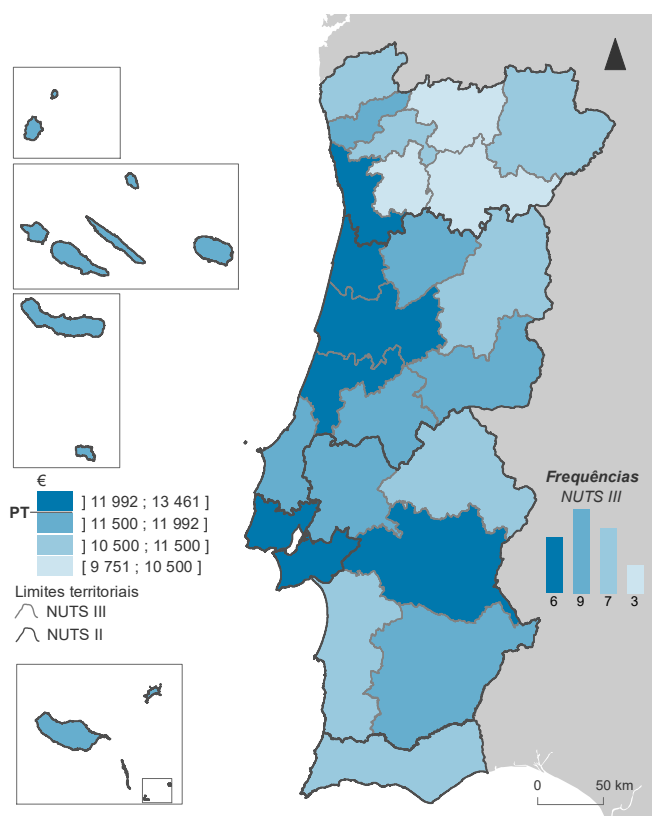 €
] 11 992 ; 13 461 ]
PT
] 11 500 ; 11 992 ]
] 10 500 ; 11 500 ]
[ 9 751 ; 10 500 ]
Limites territoriais
NUTS III
NUTS II
Frequências
NUTS III
6 9 7 3
0 50 km